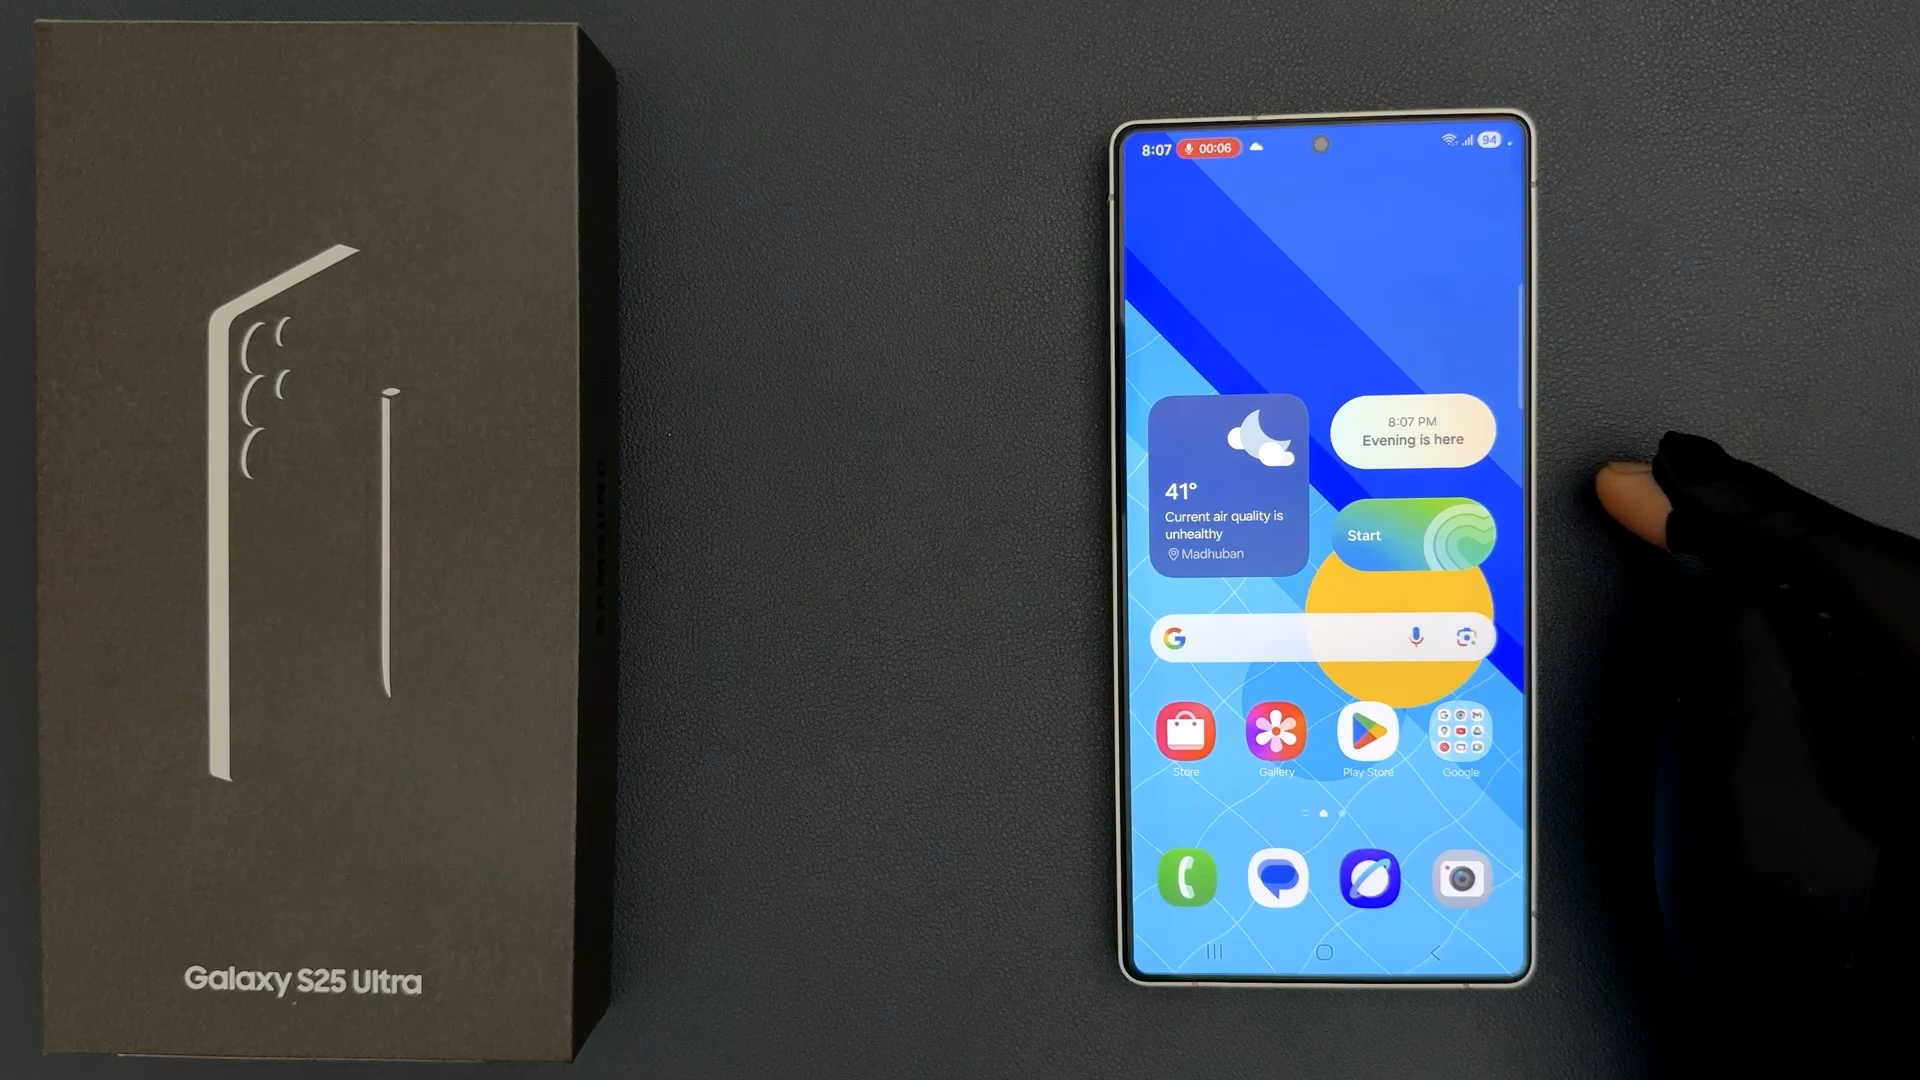 Galaxy S25 Ultra
SAMSUNG
8:07
00:06
94
8:07 PM
Evening is here
41°
Current air quality is
unhealthy
Madhuban
Start
Store
Gallery
Play Store
Google